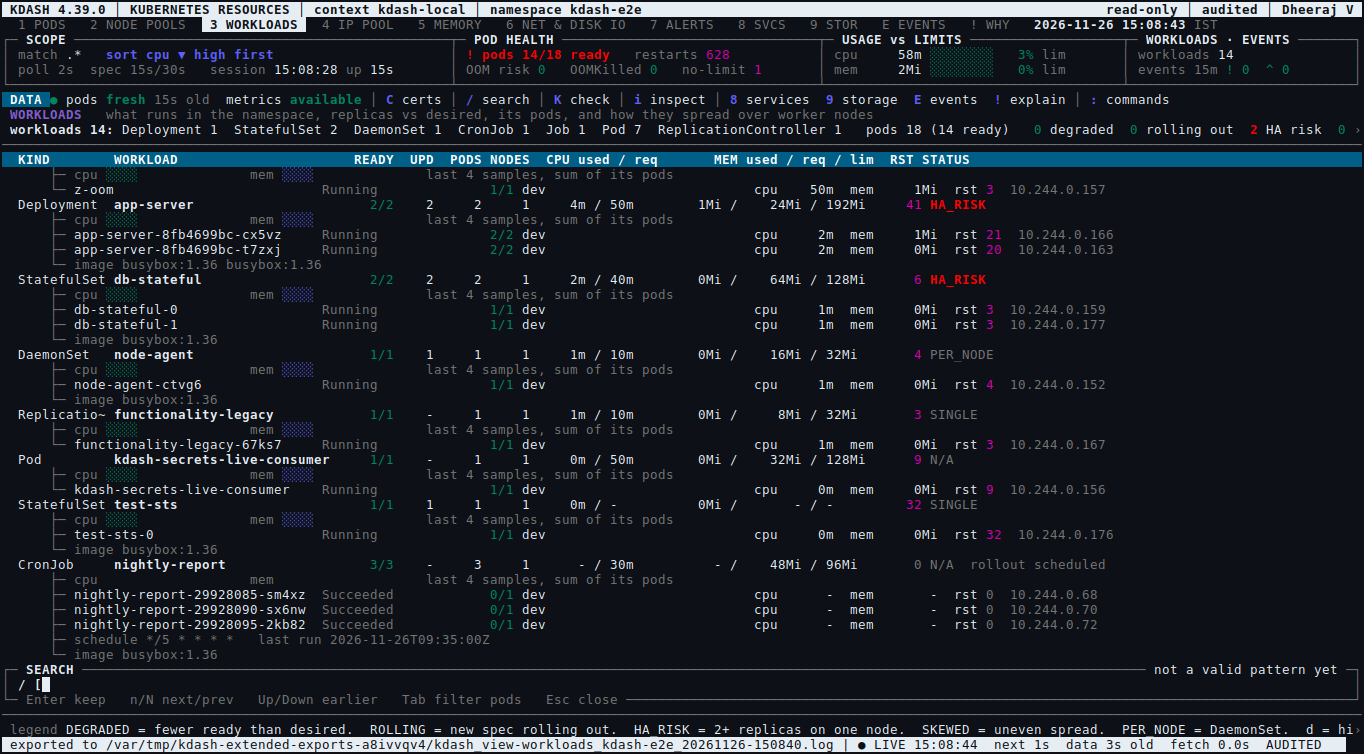 KDASH 4.39.0 │ KUBERNETES RESOURCES │ context kdash-local │ namespace kdash-e2e read-only │ audited │ Dheeraj V
1 PODS 2 NODE POOLS 3 WORKLOADS 4 IP POOL 5 MEMORY 6 NET & DISK IO 7 ALERTS 8 SVCS 9 STOR E EVENTS ! WHY 2026-11-26 15:08:43 IST
SCOPE POD HEALTH USAGE vs LIMITS WORKLOADS · EVENTS
match .* sort cpu ▼ high first ! pods 14/18 ready restarts 628 cpu 58m 3% lim workloads 14
poll 2s spec 15s/30s session 15:08:28 up 15s OOM risk 0 OOMKilled 0 no-limit 1 mem 2Mi 0% lim events 15m ! 0 ^ 0
DATA ● pods fresh 15s old metrics available │ C certs │ / search │ K check │ i inspect │ 8 services 9 storage E events ! explain │ : commands
WORKLOADS what runs in the namespace, replicas vs desired, its pods, and how they spread over worker nodes
workloads 14: Deployment 1 StatefulSet 2 DaemonSet 1 CronJob 1 Job 1 Pod 7 ReplicationController 1 pods 18 (14 ready) 0 degraded 0 rolling out 2 HA risk 0 ›
KIND WORKLOAD READY UPD PODS NODES CPU used / req MEM used / req / lim RST STATUS
├─ cpu ░░░░ mem ░░░░ last 4 samples, sum of its pods
└─ z-oom Running 1/1 dev cpu 50m mem 1Mi rst 3 10.244.0.157
Deployment app-server 2/2 2 2 1 4m / 50m 1Mi / 24Mi / 192Mi 41 HA_RISK
├─ cpu ░░░░ mem ░░░░ last 4 samples, sum of its pods
├─ app-server-8fb4699bc-cx5vz Running 2/2 dev cpu 2m mem 1Mi rst 21 10.244.0.166
├─ app-server-8fb4699bc-t7zxj Running 2/2 dev cpu 2m mem 0Mi rst 20 10.244.0.163
└─ image busybox:1.36 busybox:1.36
StatefulSet db-stateful 2/2 2 2 1 2m / 40m 0Mi / 64Mi / 128Mi 6 HA_RISK
├─ cpu ░░░░ mem ░░░░ last 4 samples, sum of its pods
├─ db-stateful-0 Running 1/1 dev cpu 1m mem 0Mi rst 3 10.244.0.159
├─ db-stateful-1 Running 1/1 dev cpu 1m mem 0Mi rst 3 10.244.0.177
└─ image busybox:1.36
DaemonSet node-agent 1/1 1 1 1 1m / 10m 0Mi / 16Mi / 32Mi 4 PER_NODE
├─ cpu ░░░░ mem ░░░░ last 4 samples, sum of its pods
├─ node-agent-ctvg6 Running 1/1 dev cpu 1m mem 0Mi rst 4 10.244.0.152
└─ image busybox:1.36
Replicatio~ functionality-legacy 1/1 - 1 1 1m / 10m 0Mi / 8Mi / 32Mi 3 SINGLE
├─ cpu ░░░░ mem ░░░░ last 4 samples, sum of its pods
└─ functionality-legacy-67ks7 Running 1/1 dev cpu 1m mem 0Mi rst 3 10.244.0.167
Pod kdash-secrets-live-consumer 1/1 - 1 1 0m / 50m 0Mi / 32Mi / 128Mi 9 N/A
├─ cpu ░░░░ mem ░░░░ last 4 samples, sum of its pods
└─ kdash-secrets-live-consumer Running 1/1 dev cpu 0m mem 0Mi rst 9 10.244.0.156
StatefulSet test-sts 1/1 1 1 1 0m / - 0Mi / - / - 32 SINGLE
├─ cpu ░░░░ mem ░░░░ last 4 samples, sum of its pods
├─ test-sts-0 Running 1/1 dev cpu 0m mem 0Mi rst 32 10.244.0.176
└─ image busybox:1.36
CronJob nightly-report 3/3 - 3 1 - / 30m - / 48Mi / 96Mi 0 N/A rollout scheduled
├─ cpu mem last 4 samples, sum of its pods
├─ nightly-report-29928085-sm4xz Succeeded 0/1 dev cpu - mem - rst 0 10.244.0.68
├─ nightly-report-29928090-sx6nw Succeeded 0/1 dev cpu - mem - rst 0 10.244.0.70
├─ nightly-report-29928095-2kb82 Succeeded 0/1 dev cpu - mem - rst 0 10.244.0.72
├─ schedule */5 * * * * last run 2026-11-26T09:35:00Z
└─ image busybox:1.36
SEARCH not a valid pattern yet
/ [
Enter keep n/N next/prev Up/Down earlier Tab filter pods Esc close
legend DEGRADED = fewer ready than desired. ROLLING = new spec rolling out. HA_RISK = 2+ replicas on one node. SKEWED = uneven spread. PER_NODE = DaemonSet. d = hi›
exported to /var/tmp/kdash-extended-exports-a8ivvqv4/kdash_view-workloads_kdash-e2e_20261126-150840.log │ ● LIVE 15:08:44 next 1s data 3s old fetch 0.0s AUDITED